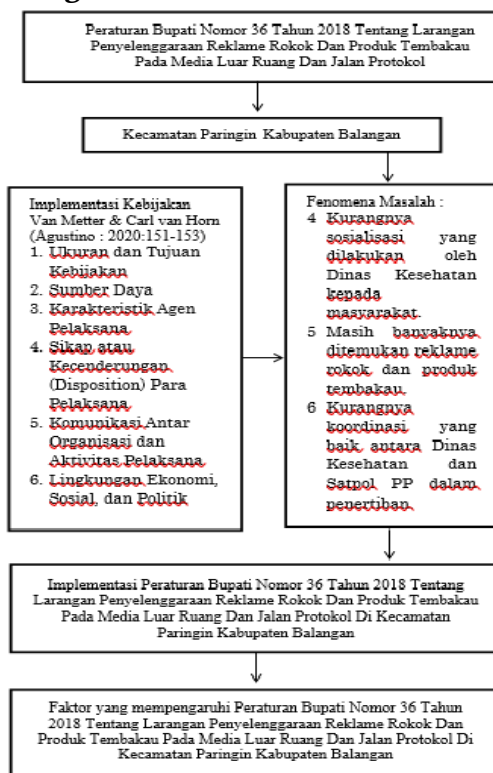 Peraturan Bupati Nomor 36 Tahun 2018 Tentang Larangan
Penyelenggaraan Reklame Rokok Dan Produk Tembakau
Pada Media Luar Ruang Dan Jalan Protokol
Kecamatan Paringin Kabupaten Balangan
Implementasi Kebijakan
Van Metter & Carl van Horn
(Agustino : 2020:151-153)
1. Ukuran dan Tujuan
Kebijakan
2. Sumber Daya
3. Karakteristik Agen
Pelaksana
4. Sikap atau
Kecenderungan
(Disposition) Para
Pelaksana
5. Komunikasi Antar
Organisasi dan
Aktivitas Pelaksana
6. Lingkungan Ekonomi,
Sosial, dan Politik
Fenomena Masalah :
4 Kurangnya
sosialisasi yang
dilakukan oleh
Dinas Kesehatan
kepada
masyarakat.
5 Masih banyaknya
ditemukan reklame
rokok dan produk
tembakau.
6 Kurangnya
koordinasi yang
baik antara Dinas
Kesehatan dan
Satpol PP dalam
penertiban.
Implementasi Peraturan Bupati Nomor 36 Tahun 2018 Tentang
Larangan Penyelenggaraan Reklame Rokok Dan Produk Tembakau
Pada Media Luar Ruang Dan Jalan Protokol Di Kecamatan
Paringin Kabupaten Balangan
Faktor yang mempengaruhi Peraturan Bupati Nomor 36 Tahun
2018 Tentang Larangan Penyelenggaraan Reklame Rokok Dan
Produk Tembakau Pada Media Luar Ruang Dan Jalan Protokol Di
Kecamatan Paringin Kabupaten Balangan